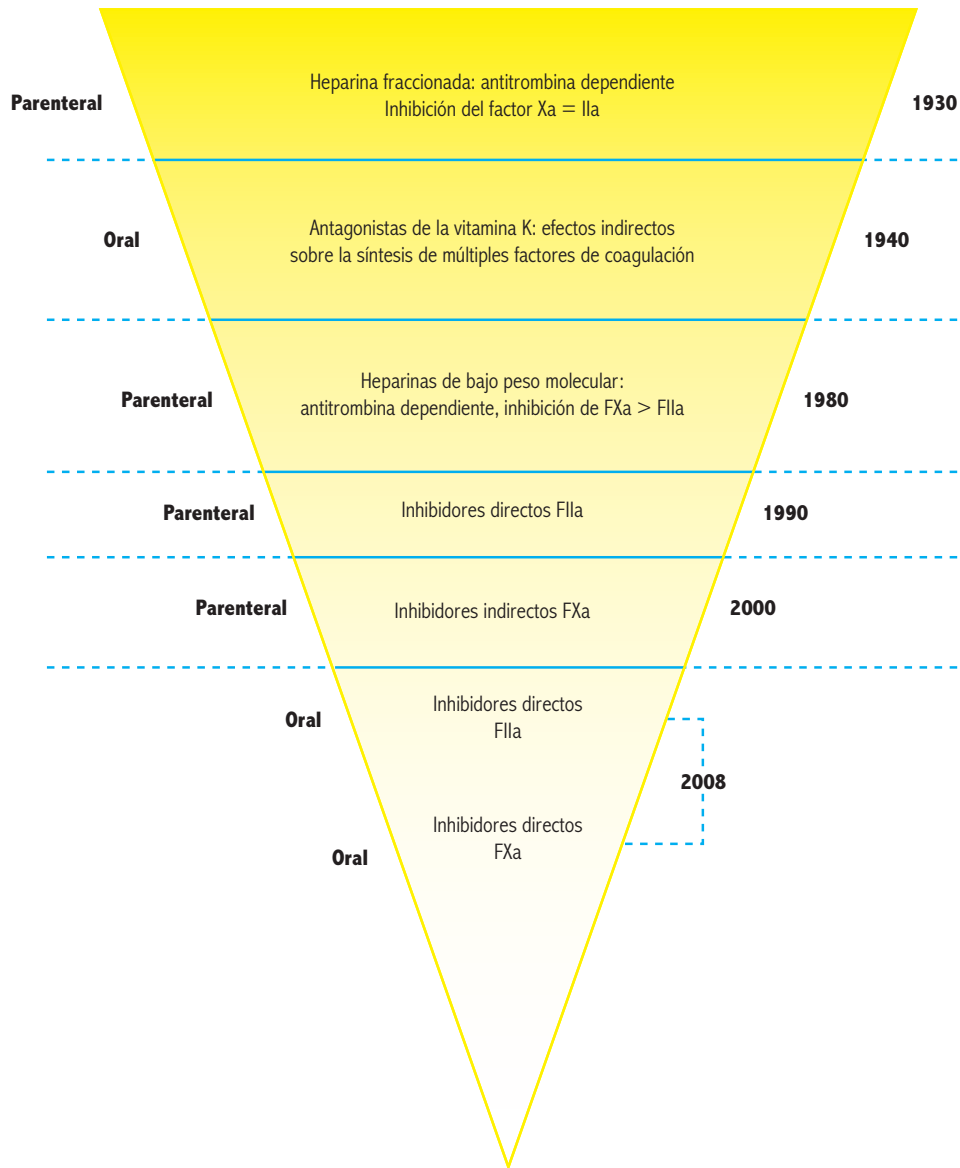 Heparina fraccionada: antitrombina dependiente
Inhibición del factor Xa = IIa
Parenteral
1930
Antagonistas de la vitamina K: efectos indirectos
sobre la síntesis de múltiples factores de coagulación
Oral
1940
Heparinas de bajo peso molecular:
antitrombina dependiente, inhibición de FXa > FIIa
Parenteral
1980
Parenteral
Inhibidores directos FIIa
1990
Parenteral
Inhibidores indirectos FXa
2000
Oral
Inhibidores directos
FIIa
2008
Inhibidores directos
FXa
Oral